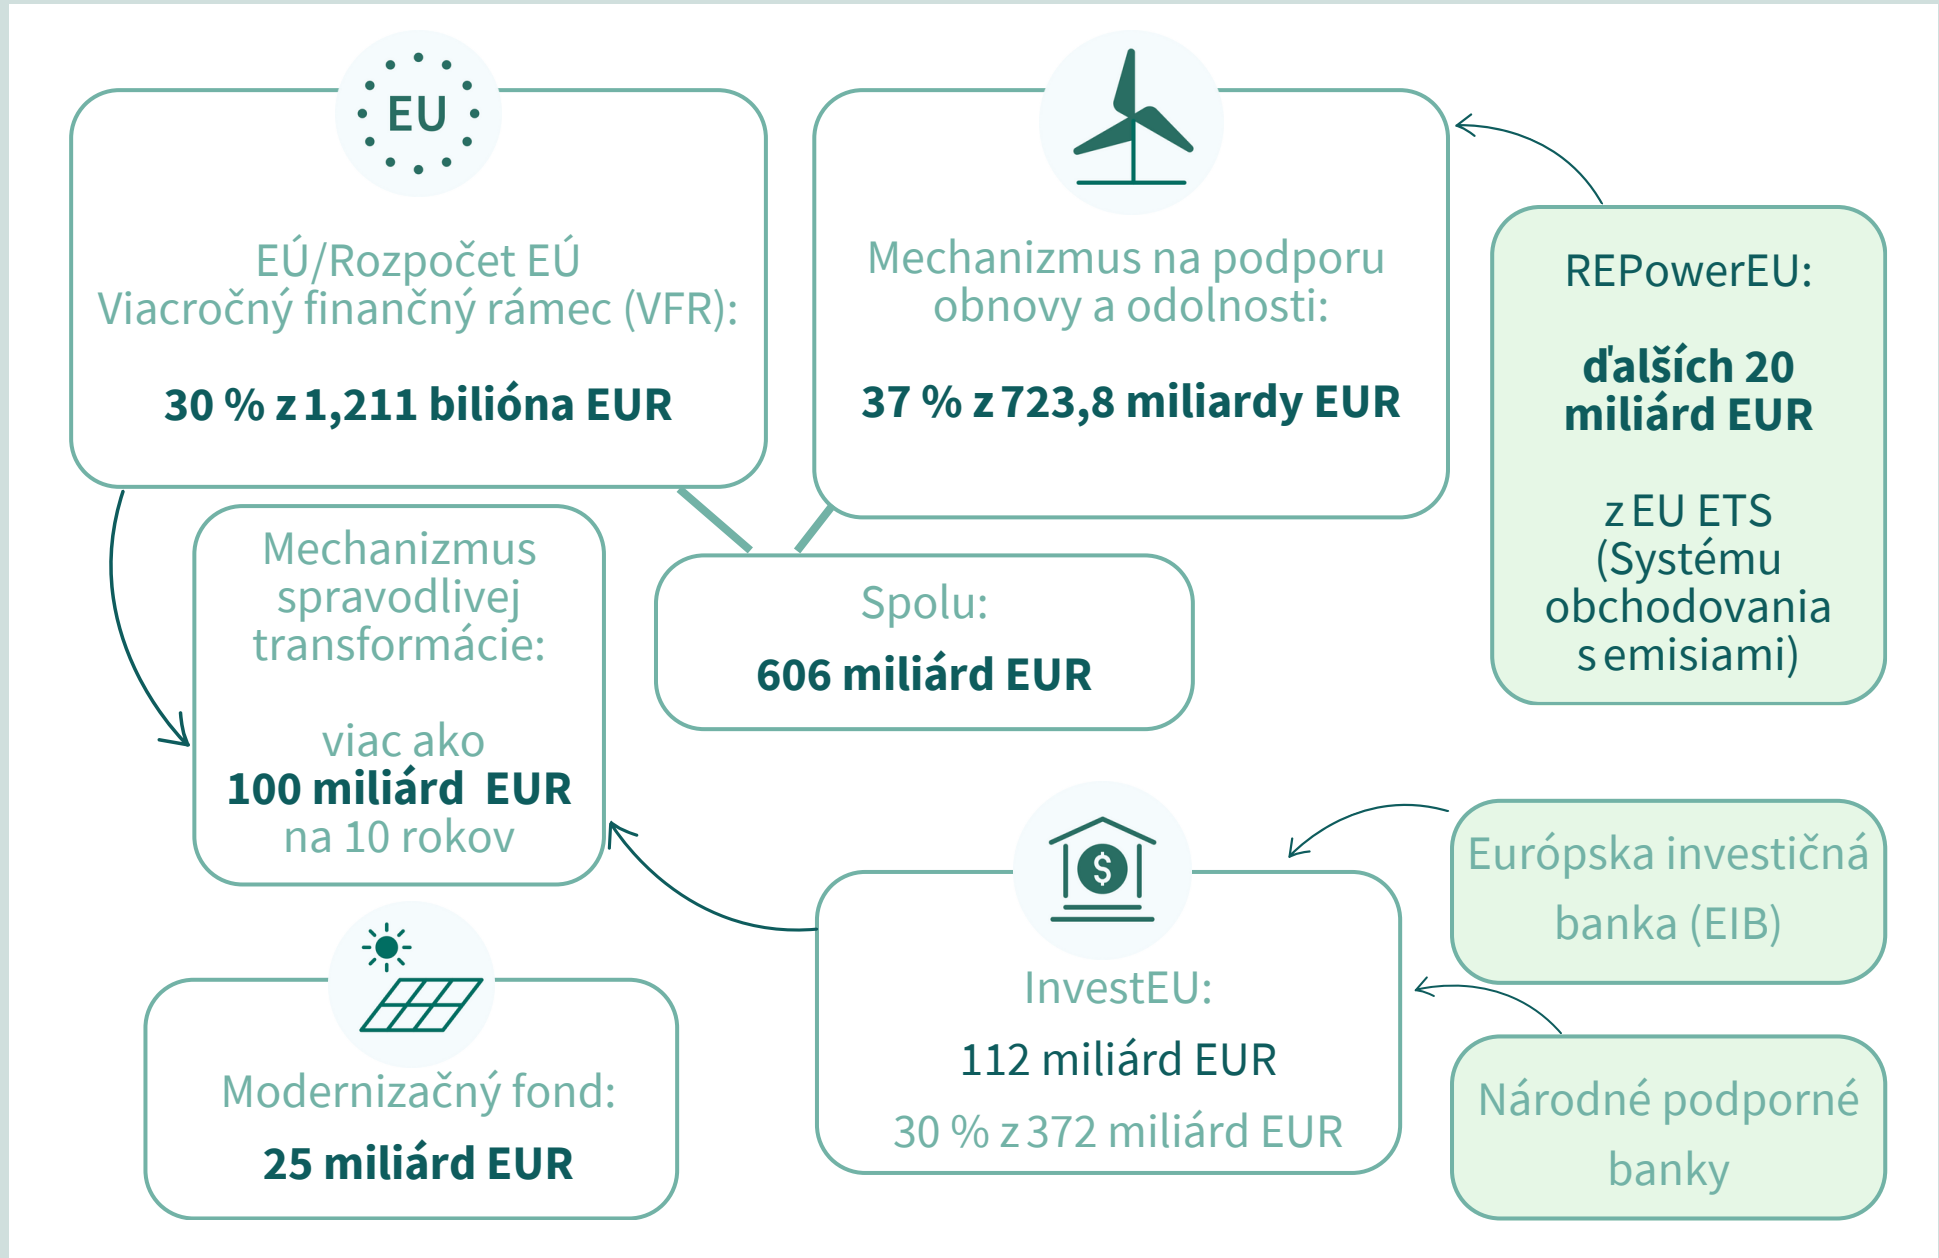 EU
EÚ/Rozpočet EÚ
Viacročný finančný rámec (VFR):
30 % z 1,211 bilióna EUR
Mechanizmus na podporu
obnovy a odolnosti:
37 % z 723,8 miliardy EUR
REPowerEU:
ďalších 20
miliárd EUR
z EU ETS
(Systému
obchodovania
s emisiami)
Mechanizmus
spravodlivej
transformácie:
viac ako
100 miliárd EUR
na 10 rokov
Spolu:
606 miliárd EUR
Modernizačný fond:
25 miliárd EUR
$
InvestEU:
112 miliárd EUR
30 % z 372 miliárd EUR
Európska investičná
banka (EIB)
Národné podporné
banky